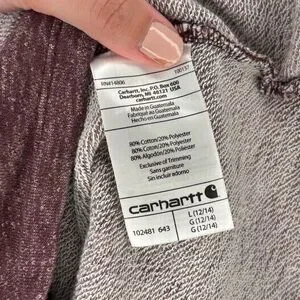 RN#14806
Carhartt, Inc. P.O. Box 600
Dearborn, MI 48121 USA
carhartt.com
Made in Guatemala
Fabriqué au Guatemala
Hecho en Guatemala
80% Cotton/20% Polyester
80% Coton/20% Polyester
80% Algodon/20% Poliester
Exclusive of Trimming
Sans garniture
Sin incluir adorno
carhartt
102481 643
L (12/14)
G (12/14)
G (12/14)